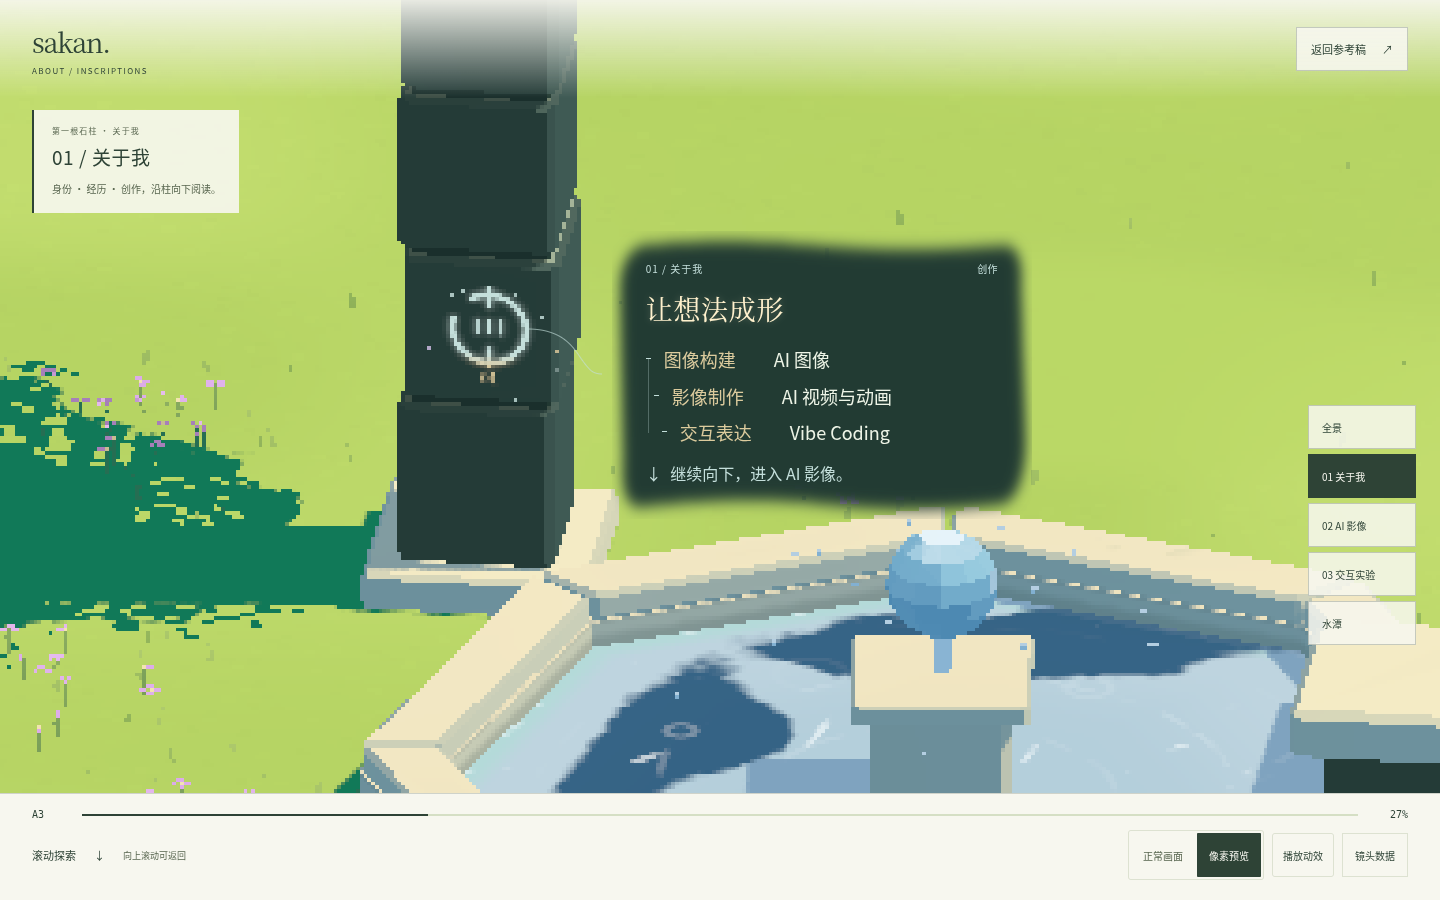 sakan.
ABOUT / INSCRIPTIONS
返回参考稿 ↗
第一根石柱 · 关于我
01 / 关于我
身份 · 经历 · 创作，沿柱向下阅读。
01 / 关于我 创作
让想法成形
图像构建 AI 图像
影像制作 AI 视频与动画
交互表达 Vibe Coding
↓ 继续向下，进入 AI 影像。
全景
01 关于我
02 AI 影像
03 交互实验
水潭
A3 27%
滚动探索 ↓ 向上滚动可返回
正常画面 像素预览 播放动效 镜头数据